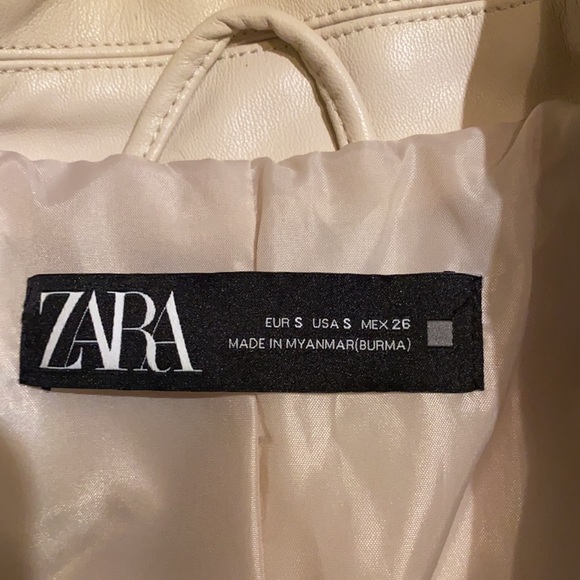 ZARA
EUR S USA S MEX 26
MADE IN MYANMAR(BURMA)